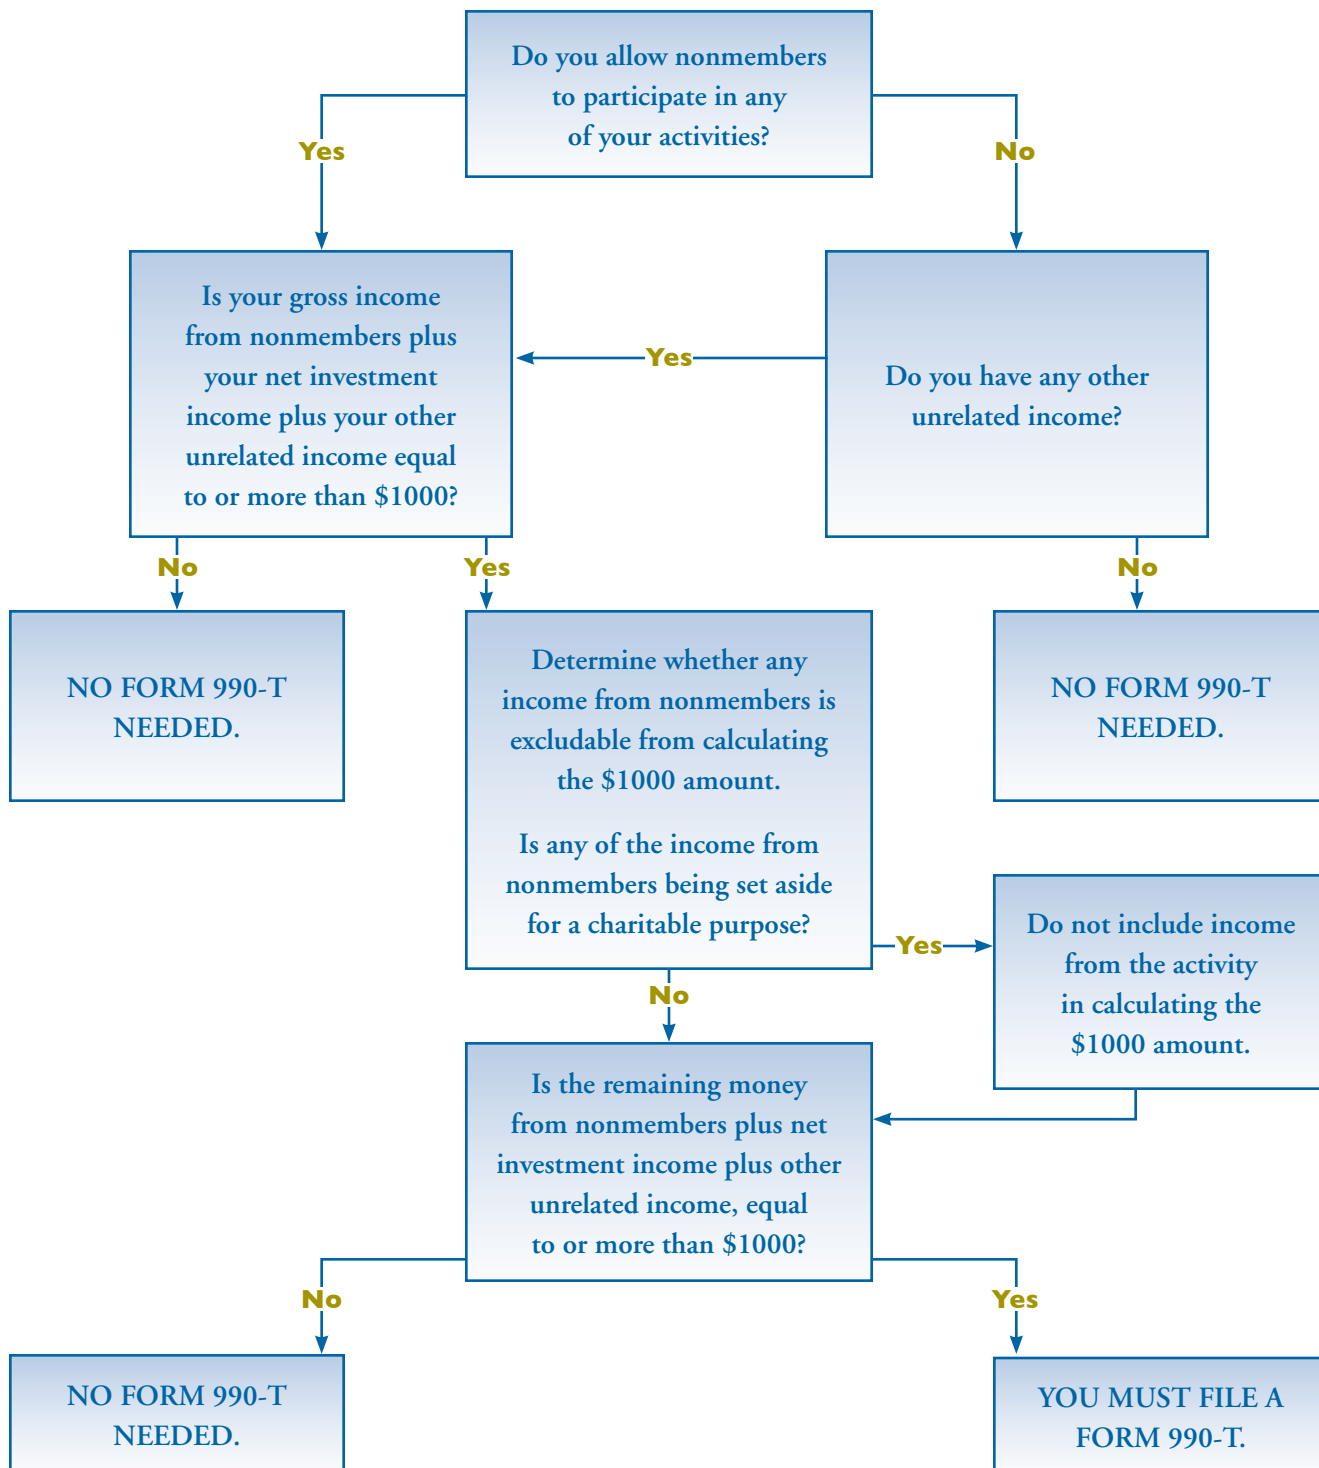 Do you allow nonmembers
to participate in any
of your activities?
Yes
No
Is your gross income
from nonmembers plus
your net investment
income plus your other
unrelated income equal
to or more than $1000?
Yes
Do you have any other
unrelated income?
No
Yes
No
NO FORM 990-T
NEEDED.
Determine whether any
income from nonmembers is
excludable from calculating
the $1000 amount.
Is any of the income from
nonmembers being set aside
for a charitable purpose?
NO FORM 990-T
NEEDED.
Yes
Do not include income
from the activity
in calculating the
$1000 amount.
No
Is the remaining money
from nonmembers plus net
investment income plus other
unrelated income, equal
to or more than $1000?
No
Yes
NO FORM 990-T
NEEDED.
YOU MUST FILE A
FORM 990-T.